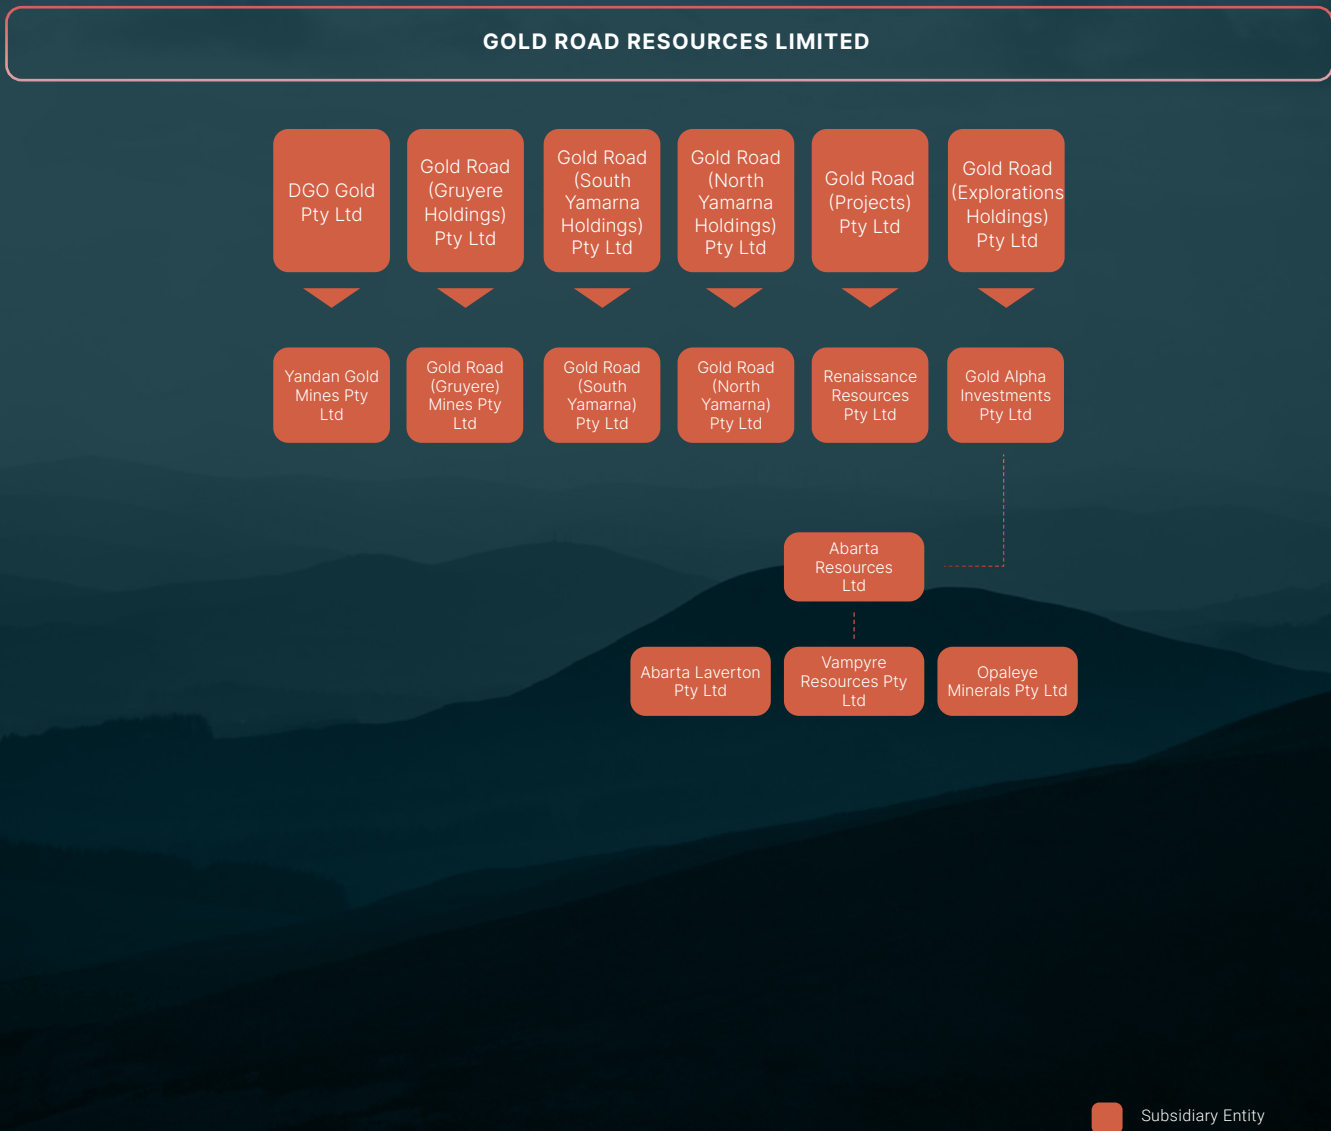 GOLD ROAD RESOURCES LIMITED
DGO Gold
Pty Ltd
Gold Road
(Gruyere
Holdings)
Pty Ltd
Gold Road
(South
Yamarna
Holdings)
Pty Ltd
Gold Road
(North
Yamarna
Holdings)
Pty Ltd
Gold Road
(Projects)
Pty Ltd
Gold Road
(Explorations
Holdings)
Pty Ltd
Yandan Gold
Mines Pty
Ltd
Gold Road
(Gruyere)
Mines Pty
Ltd
Gold Road
(South
Yamarna)
Pty Ltd
Gold Road
(North
Yamarna)
Pty Ltd
Renaissance
Resources
Pty Ltd
Gold Alpha
Investments
Pty Ltd
Abarta
Resources
Ltd
Abarta Laverton
Pty Ltd
Vampyre
Resources Pty
Ltd
Opaleye
Minerals Pty Ltd
Subsidiary Entity